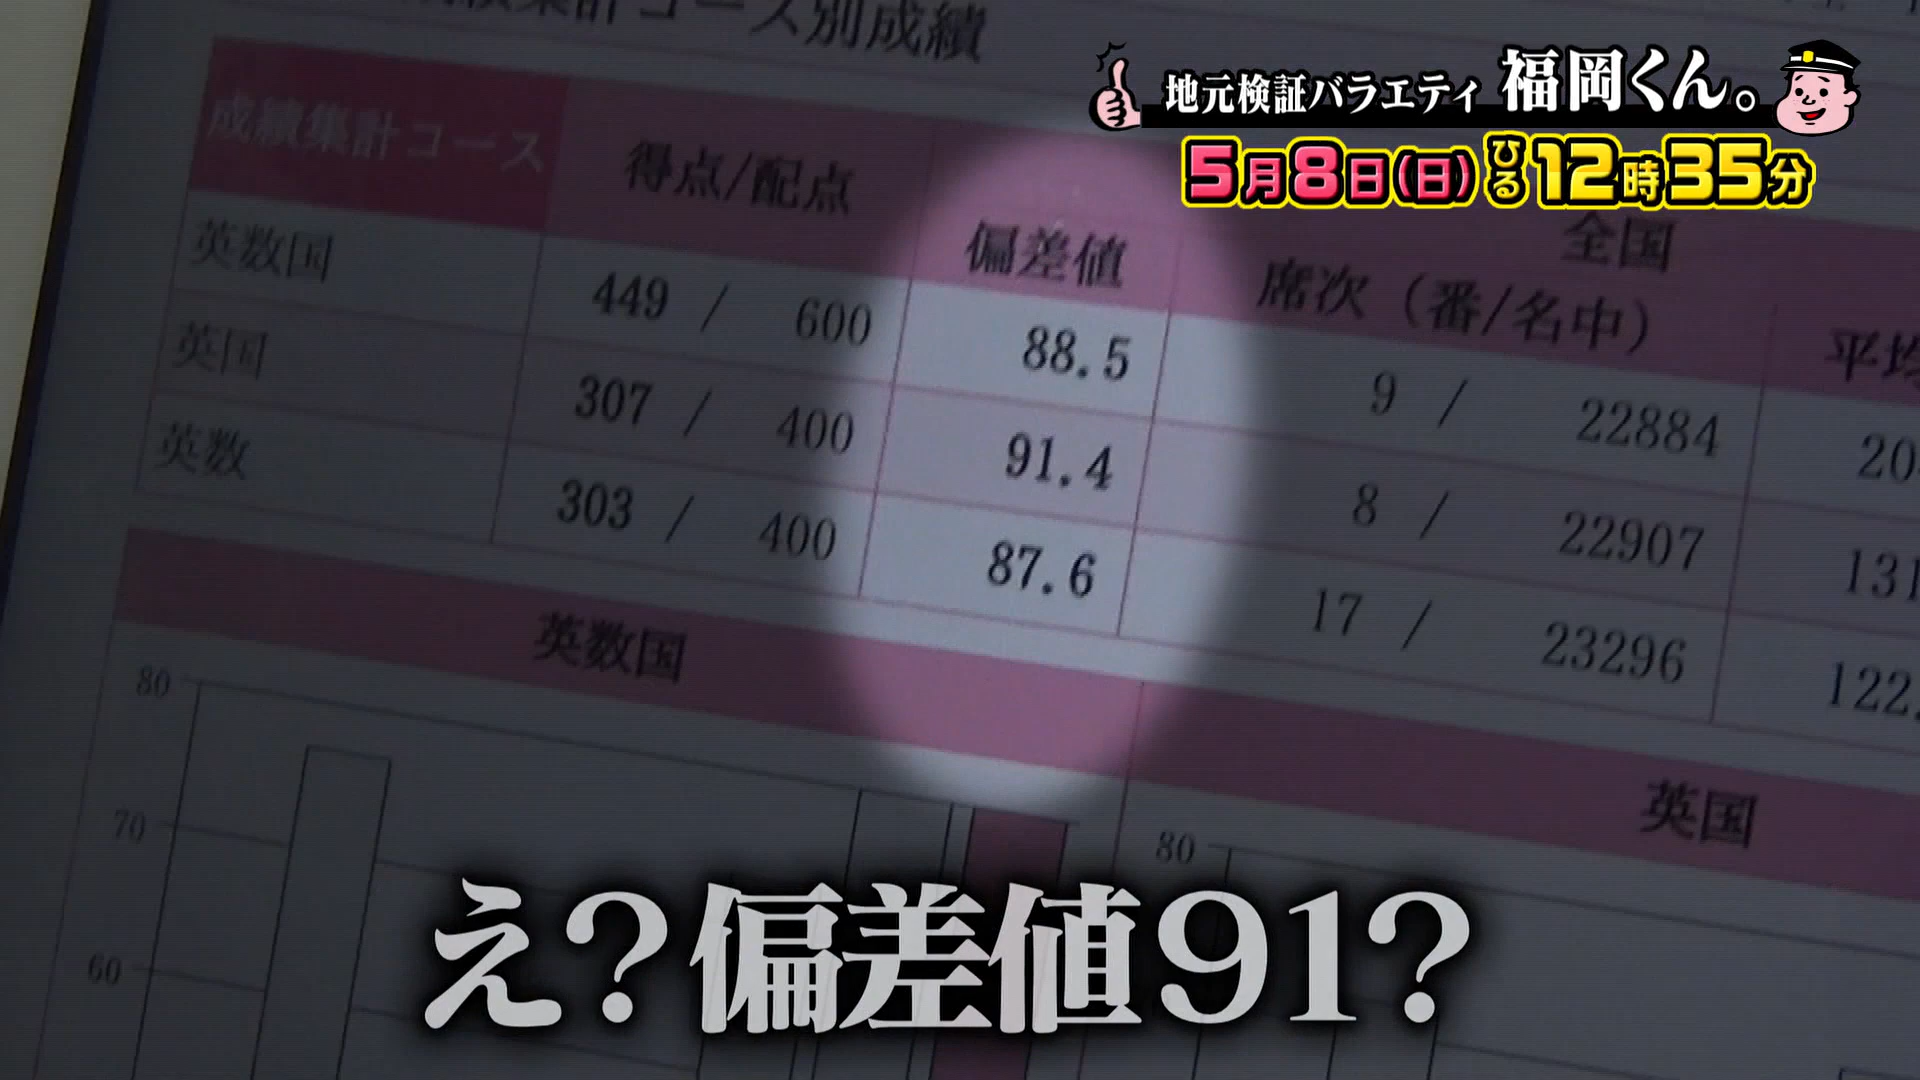 コース別成績
地元検証バラエティ 福岡くん。
5月8日(日)ひる12時35分
成績集計コース 得点/配点 偏差値 全国
席次(番/名中) 平均
英数国 449 / 600 88.5 9 / 22884
英国 307 / 400 91.4 8 / 22907
英数 303 / 400 87.6 17 / 23296
英数国 英国
80 80
70
60
え?偏差値91?